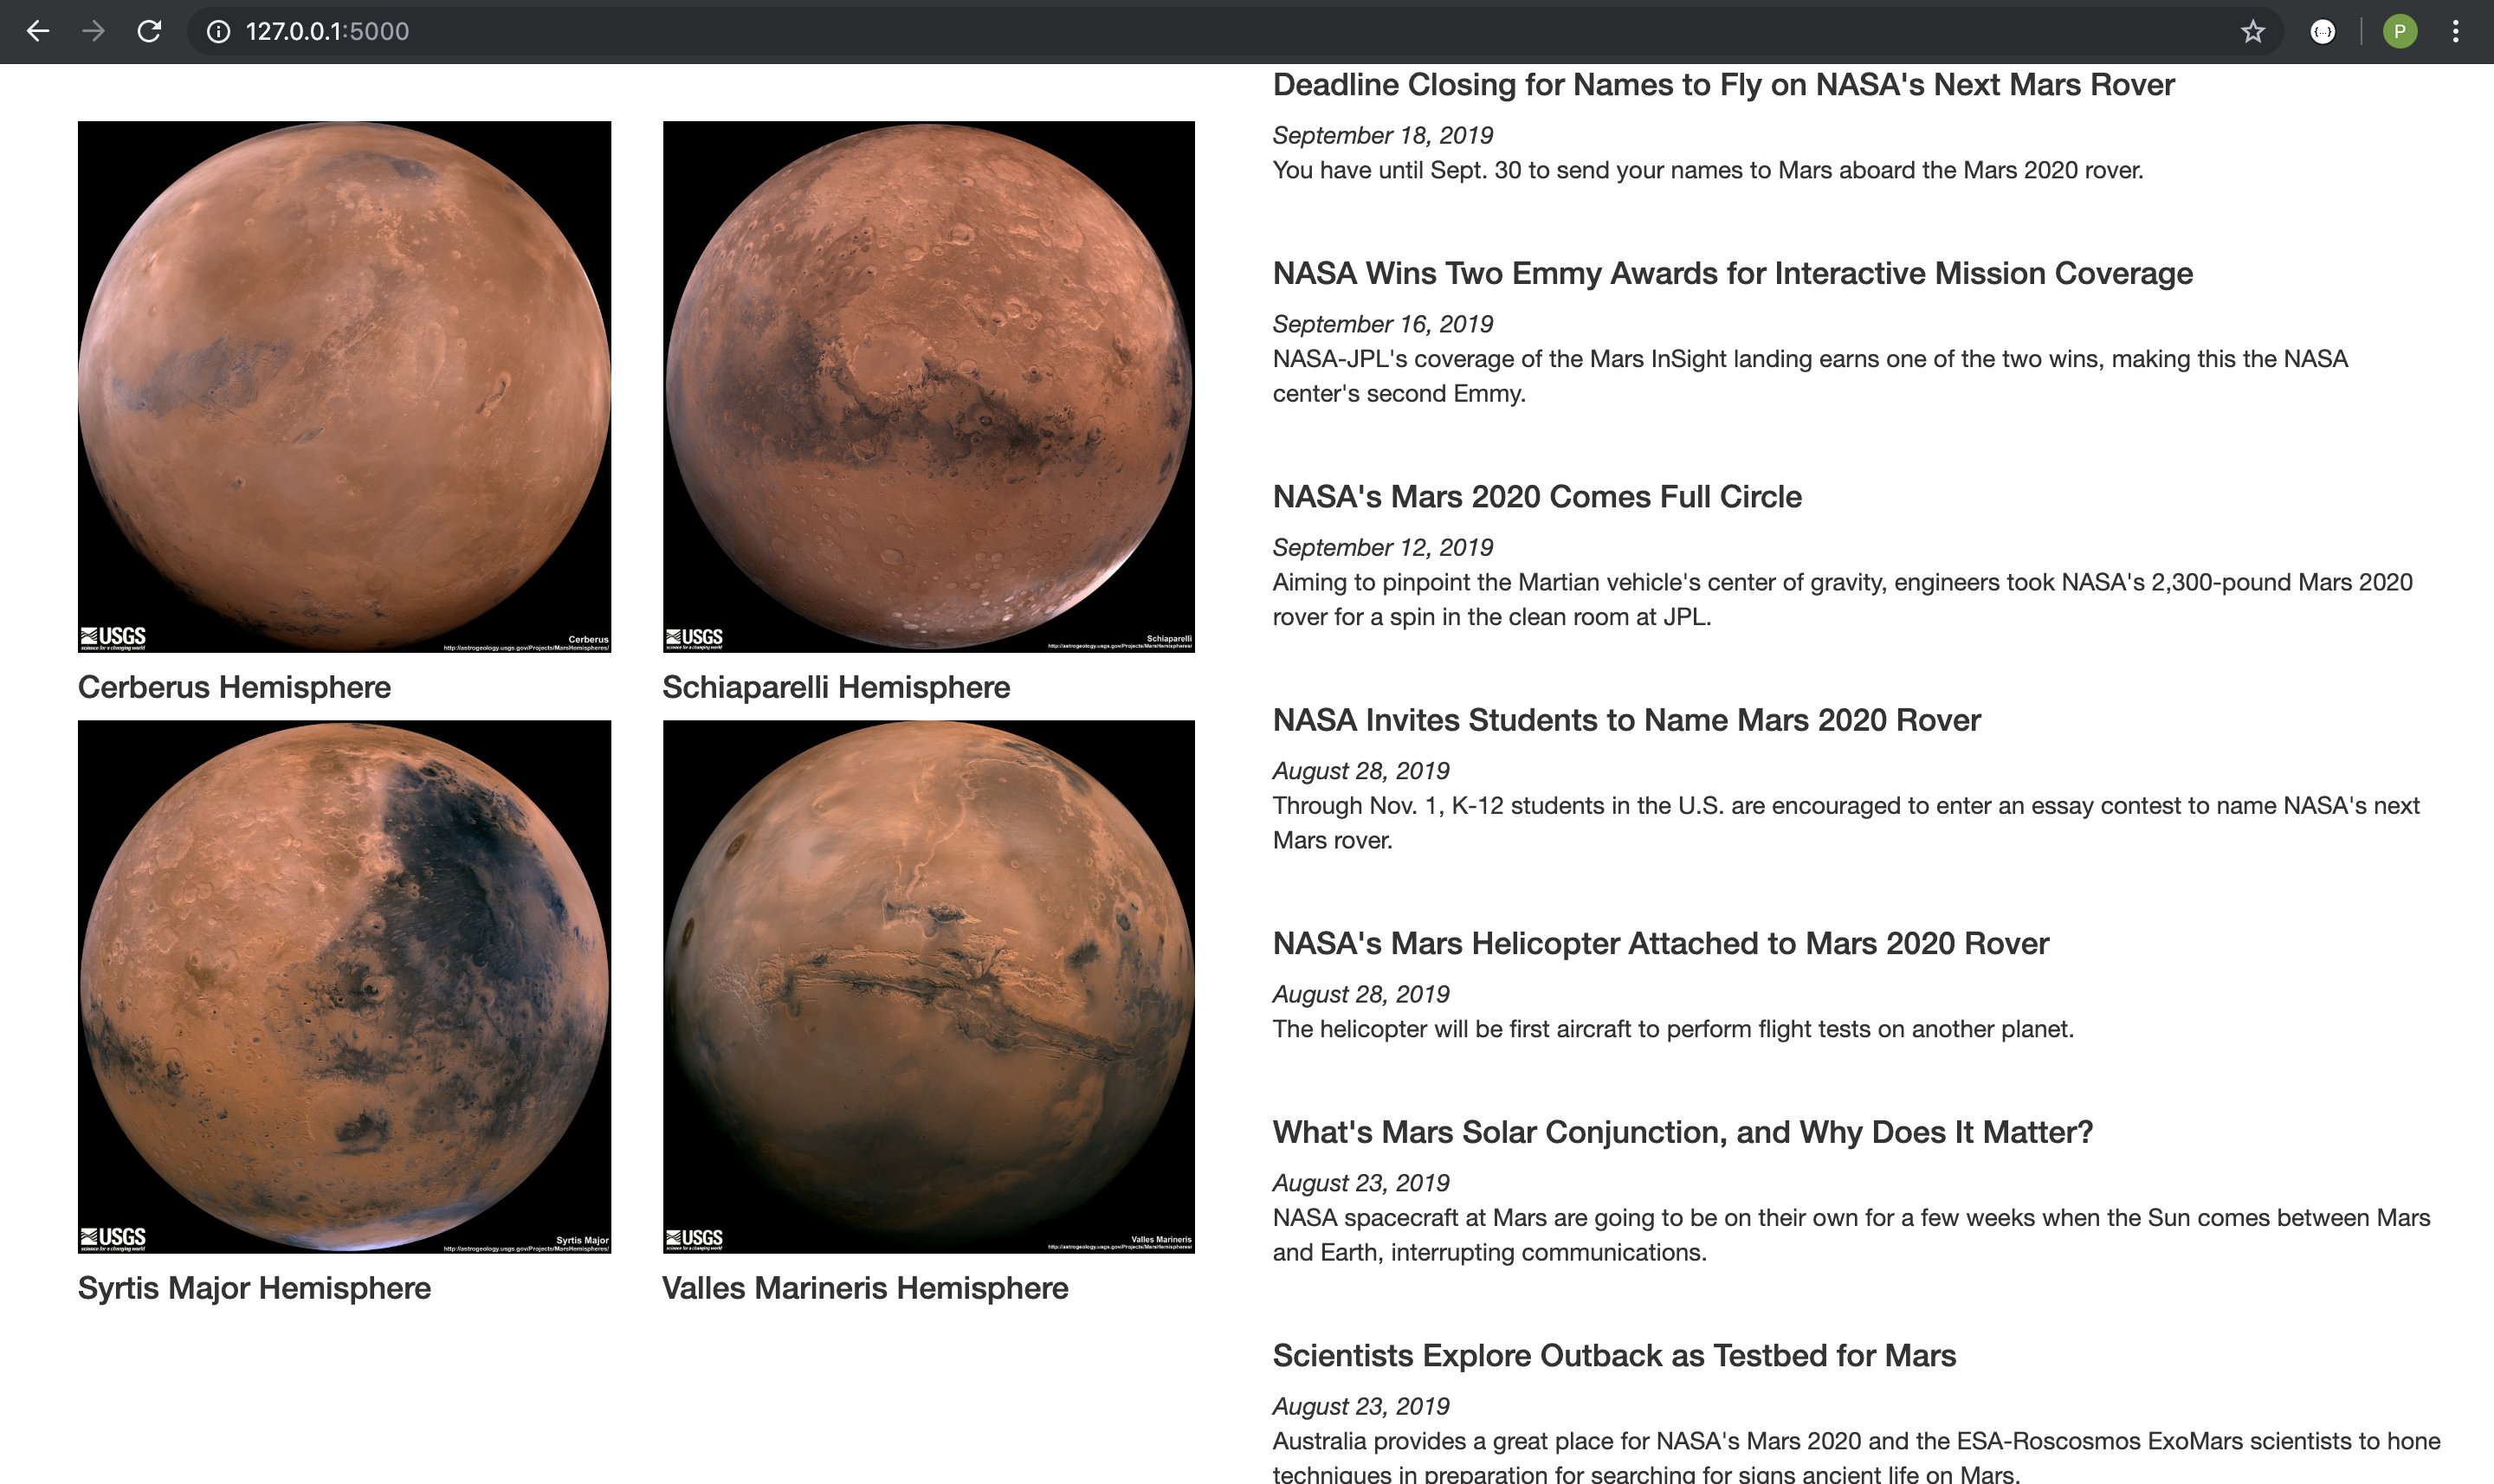 127.0.0.1:5000
P
USGS
science for a changing world
Cerberus
http://astrogeology.usgs.gov/Projects/MarsHemispheres/
Cerberus Hemisphere
USGS
science for a changing world
Schiaparelli
http://astrogeology.usgs.gov/Projects/MarsHemispheres/
Schiaparelli Hemisphere
USGS
science for a changing world
Syrtis Major
http://astrogeology.usgs.gov/Projects/MarsHemispheres/
Syrtis Major Hemisphere
USGS
science for a changing world
Valles Marineris
http://astrogeology.usgs.gov/Projects/MarsHemispheres/
Valles Marineris Hemisphere
Deadline Closing for Names to Fly on NASA's Next Mars Rover
September 18, 2019
You have until Sept. 30 to send your names to Mars aboard the Mars 2020 rover.
NASA Wins Two Emmy Awards for Interactive Mission Coverage
September 16, 2019
NASA-JPL's coverage of the Mars InSight landing earns one of the two wins, making this the NASA
center's second Emmy.
NASA's Mars 2020 Comes Full Circle
September 12, 2019
Aiming to pinpoint the Martian vehicle's center of gravity, engineers took NASA's 2,300-pound Mars 2020
rover for a spin in the clean room at JPL.
NASA Invites Students to Name Mars 2020 Rover
August 28, 2019
Through Nov. 1, K-12 students in the U.S. are encouraged to enter an essay contest to name NASA's next
Mars rover.
NASA's Mars Helicopter Attached to Mars 2020 Rover
August 28, 2019
The helicopter will be first aircraft to perform flight tests on another planet.
What's Mars Solar Conjunction, and Why Does It Matter?
August 23, 2019
NASA spacecraft at Mars are going to be on their own for a few weeks when the Sun comes between Mars
and Earth, interrupting communications.
Scientists Explore Outback as Testbed for Mars
August 23, 2019
Australia provides a great place for NASA's Mars 2020 and the ESA-Roscosmos ExoMars scientists to hone
techniques in preparation for searching for signs ancient life on Mars.